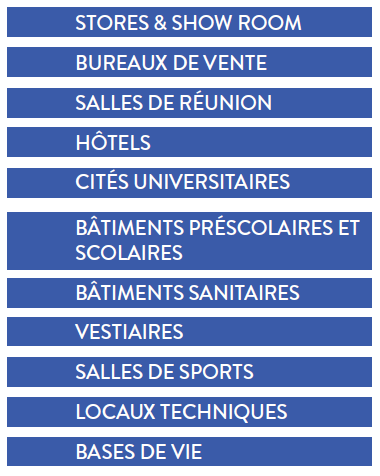 STORES & SHOW ROOM
BUREAUX DE VENTE
SALLES DE RÉUNION
HÔTELS
CITÉS UNIVERSITAIRES
BÂTIMENTS PRÉSCOLAIRES ET
SCOLAIRES
BÂTIMENTS SANITAIRES
VESTIAIRES
SALLES DE SPORTS
LOCAUX TECHNIQUES
BASES DE VIE